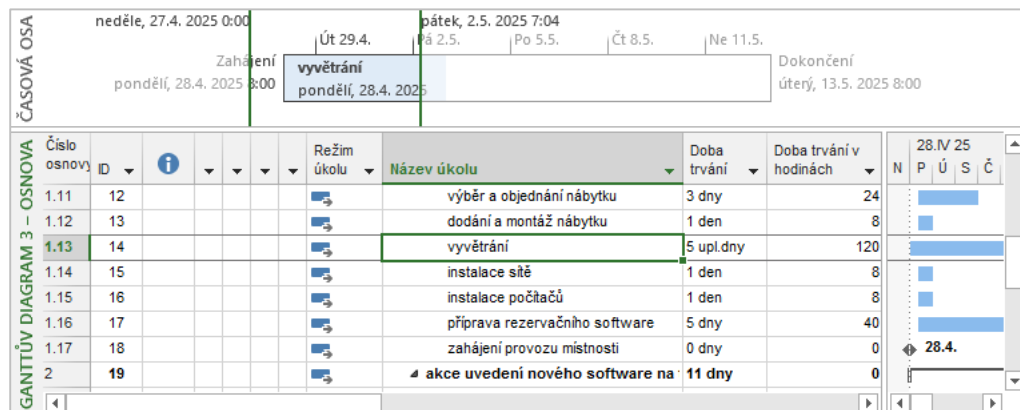 ČASOVÁ OSA
neděle, 27.4. 2025 0:00
pátek, 2.5. 2025 7:04
Út 29.4.
Pá 2.5.
Po 5.5.
Čt 8.5.
Ne 11.5.
Zahájení
pondělí, 28.4. 2025 8:00
vyvětrání
pondělí, 28.4. 2025
Dokončení
úterý, 13.5. 2025 8:00
GANTTŮV DIAGRAM 3 – OSNOVA
Číslo osnovy ID Režim úkolu Název úkolu Doba trvání Doba trvání v hodinách 28.IV 25
N P Ú S Č
1.11 12 výběr a objednání nábytku 3 dny 24
1.12 13 dodání a montáž nábytku 1 den 8
1.13 14 vyvětrání 5 upl.dny 120
1.14 15 instalace sítě 1 den 8
1.15 16 instalace počítačů 1 den 8
1.16 17 příprava rezervačního software 5 dny 40
1.17 18 zahájení provozu místnosti 0 dny 0 28.4.
2 19 akce uvedení nového software na 11 dny 0